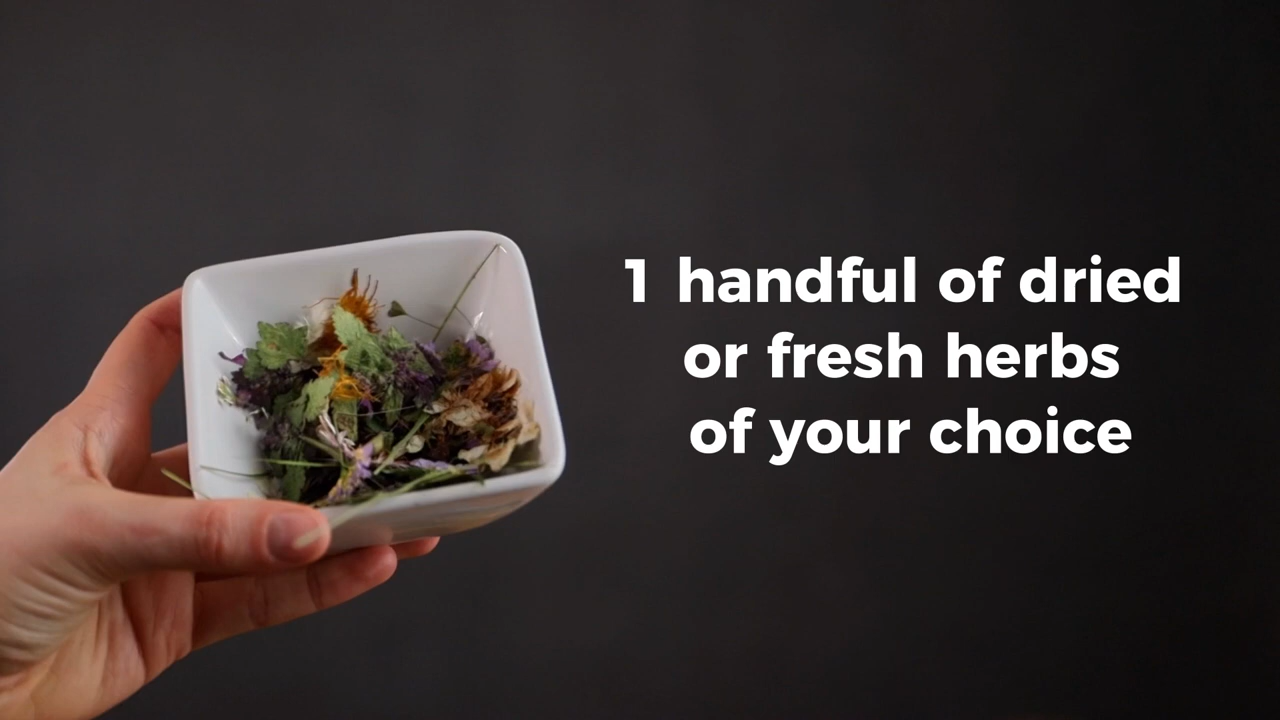 1 handful of dried
or fresh herbs
of your choice